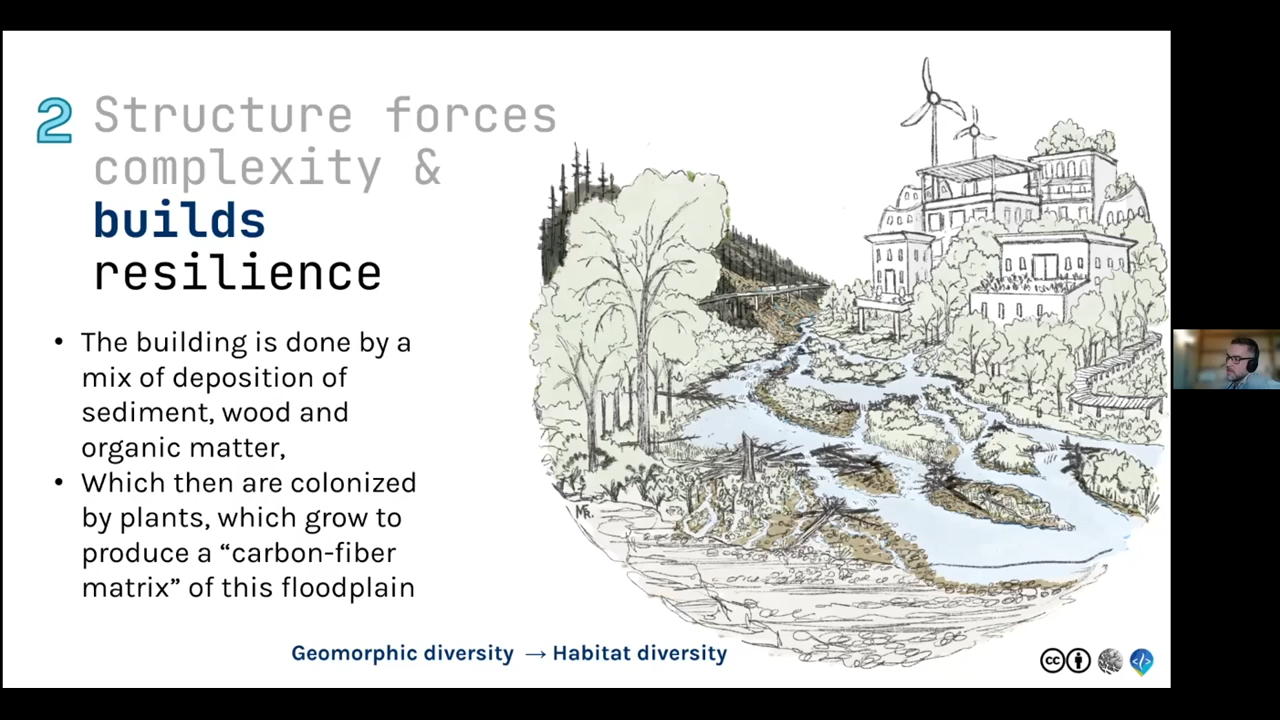 2 Structure forces
complexity &
builds
resilience
• The building is done by a
mix of deposition of
sediment, wood and
organic matter,
• Which then are colonized
by plants, which grow to
produce a “carbon-fiber
matrix” of this floodplain
MR.
Geomorphic diversity → Habitat diversity
cc